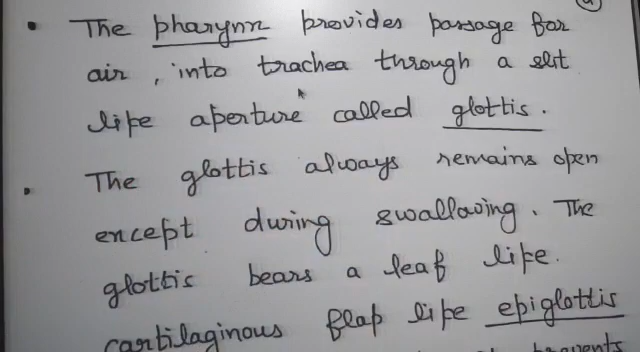 • The pharynx provides passage for
air, into trachea through a slit
like aperture called glottis.
• The glottis always remains open
except during swallowing. The
glottis bears a leaf like.
cartilaginous flap like epiglottis
prevents